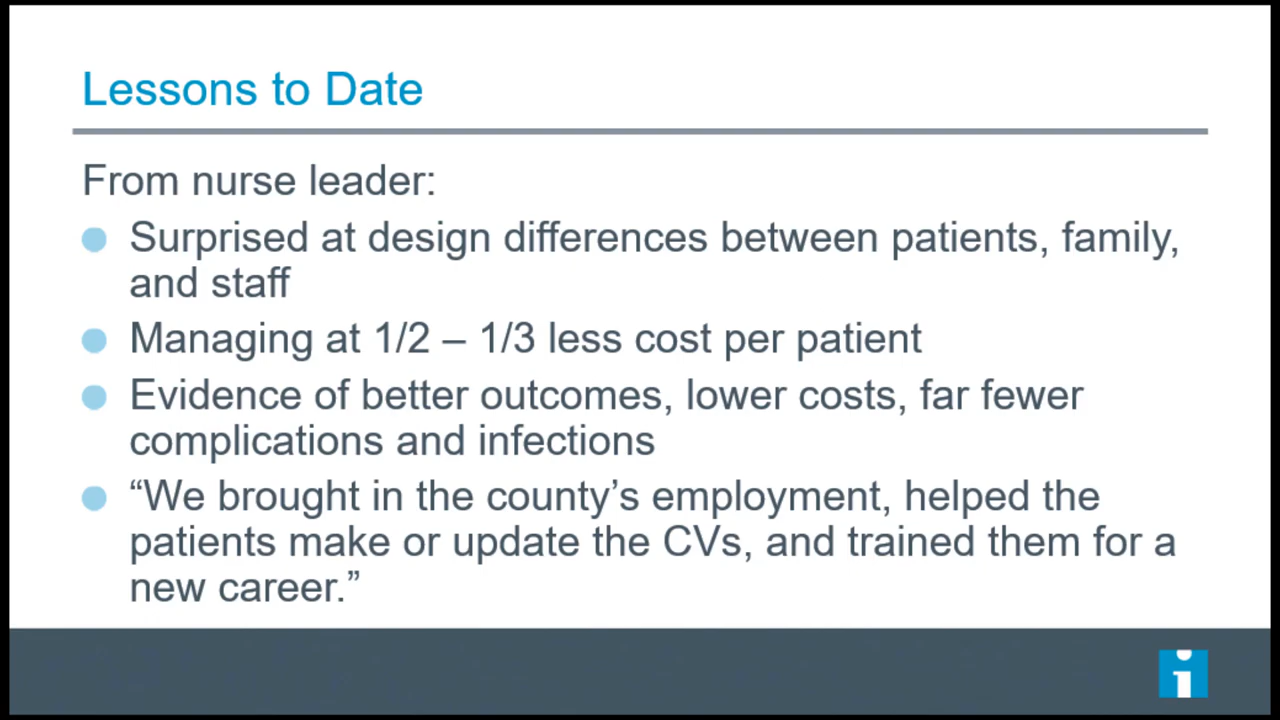 Lessons to Date
From nurse leader:
Surprised at design differences between patients, family,
and staff
Managing at 1/2 – 1/3 less cost per patient
Evidence of better outcomes, lower costs, far fewer
complications and infections
“We brought in the county’s employment, helped the
patients make or update the CVs, and trained them for a
new career.”
i